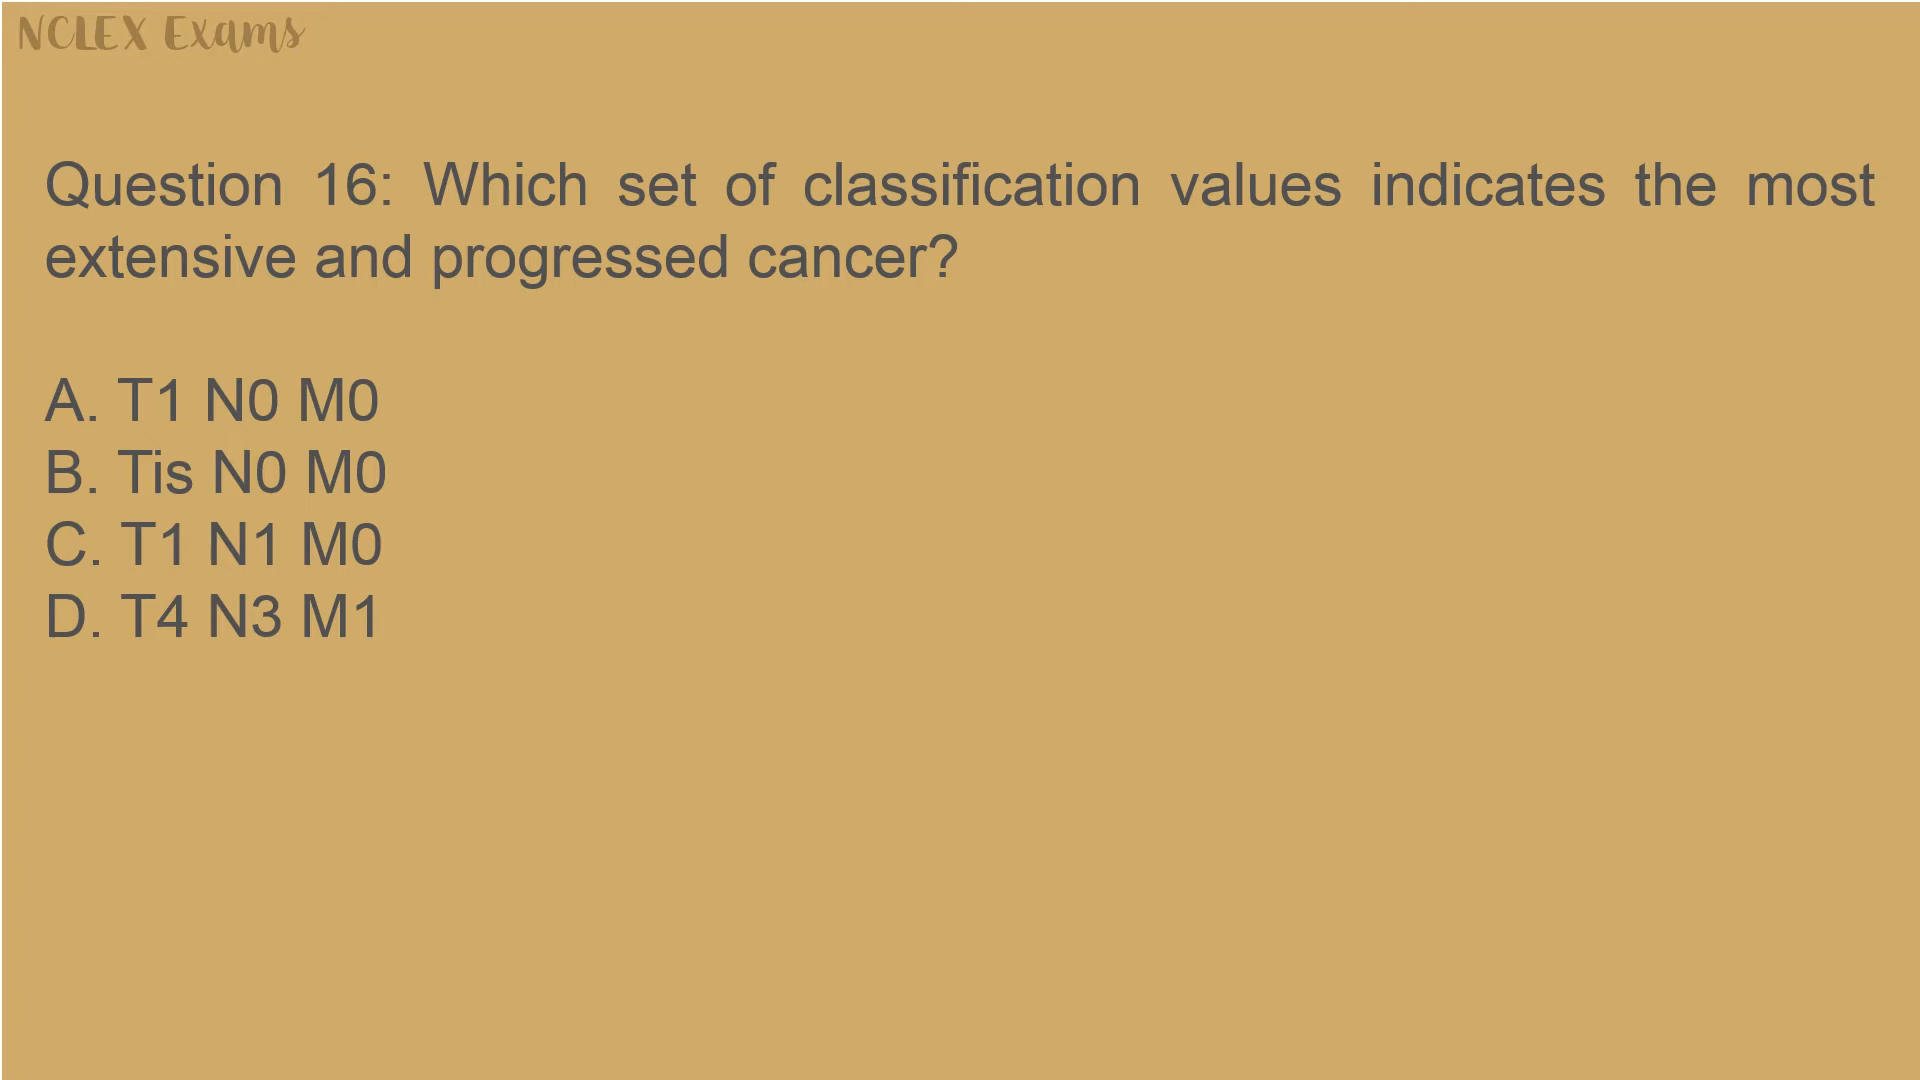 NCLEX Exams
Question 16: Which set of classification values indicates the most
extensive and progressed cancer?
A. T1 N0 M0
B. Tis N0 M0
C. T1 N1 M0
D. T4 N3 M1